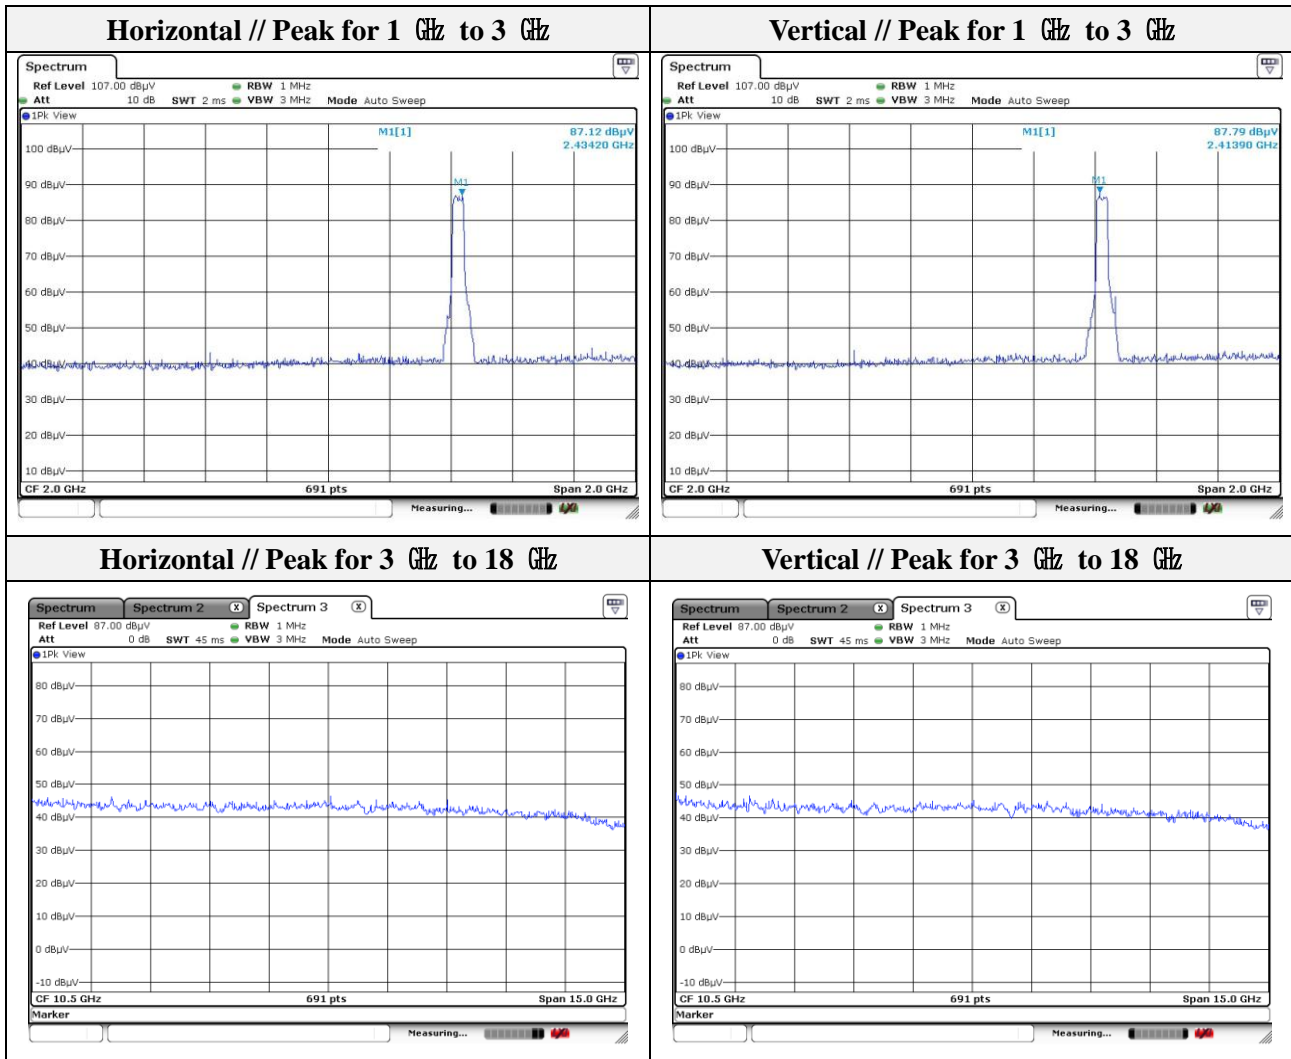 Horizontal // Peak for 1 ㎓ to 3 ㎓
Vertical // Peak for 1 ㎓ to 3 ㎓
Spectrum
Ref Level 107.00 dBµV RBW 1 MHz
Att 10 dB SWT 2 ms VBW 3 MHz Mode Auto Sweep
1Pk View
M1[1] 87.12 dBµV
2.43420 GHz
M1
100 dBµV
90 dBµV
80 dBµV
70 dBµV
60 dBµV
50 dBµV
40 dBµV
30 dBµV
20 dBµV
10 dBµV
CF 2.0 GHz 691 pts Span 2.0 GHz
Measuring...
Spectrum
Ref Level 107.00 dBµV RBW 1 MHz
Att 10 dB SWT 2 ms VBW 3 MHz Mode Auto Sweep
1Pk View
M1[1] 87.79 dBµV
2.41390 GHz
M1
100 dBµV
90 dBµV
80 dBµV
70 dBµV
60 dBµV
50 dBµV
40 dBµV
30 dBµV
20 dBµV
10 dBµV
CF 2.0 GHz 691 pts Span 2.0 GHz
Measuring...
Horizontal // Peak for 3 ㎓ to 18 ㎓
Vertical // Peak for 3 ㎓ to 18 ㎓
Spectrum Spectrum 2 X Spectrum 3 X
Ref Level 87.00 dBµV RBW 1 MHz
Att 0 dB SWT 45 ms VBW 3 MHz Mode Auto Sweep
1Pk View
80 dBµV
70 dBµV
60 dBµV
50 dBµV
40 dBµV
30 dBµV
20 dBµV
10 dBµV
0 dBµV
-10 dBµV
CF 10.5 GHz 691 pts Span 15.0 GHz
Marker
Measuring...
Spectrum Spectrum 2 X Spectrum 3 X
Ref Level 87.00 dBµV RBW 1 MHz
Att 0 dB SWT 45 ms VBW 3 MHz Mode Auto Sweep
1Pk View
80 dBµV
70 dBµV
60 dBµV
50 dBµV
40 dBµV
30 dBµV
20 dBµV
10 dBµV
0 dBµV
-10 dBµV
CF 10.5 GHz 691 pts Span 15.0 GHz
Marker
Measuring...